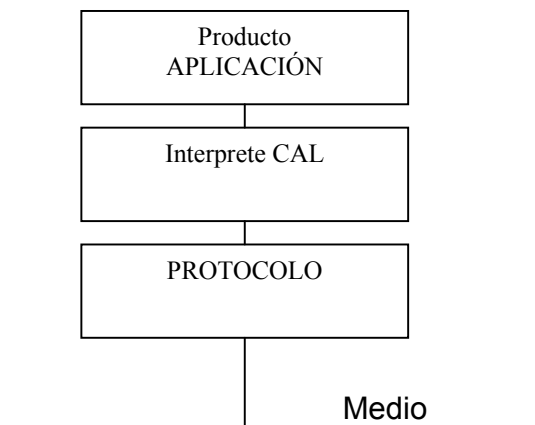 Producto
APLICACIÓN
Interprete CAL
PROTOCOLO
Medio